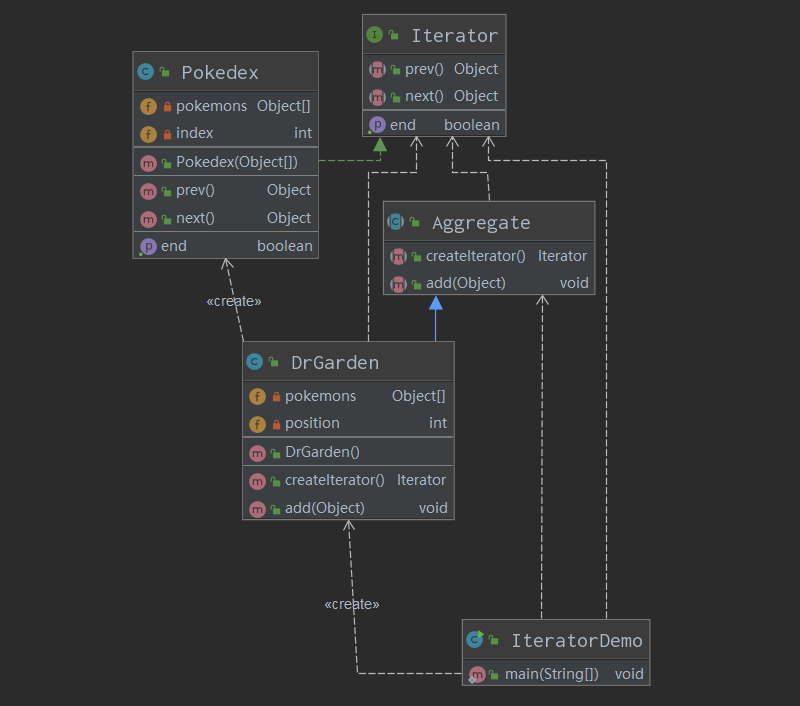 Iterator
prev() Object
next() Object
end boolean
Pokedex
pokemons Object[]
index int
Pokedex(Object[])
prev() Object
next() Object
end boolean
Aggregate
createIterator() Iterator
add(Object) void
«create»
DrGarden
pokemons Object[]
position int
DrGarden()
createIterator() Iterator
add(Object) void
«create»
IteratorDemo
main(String[]) void